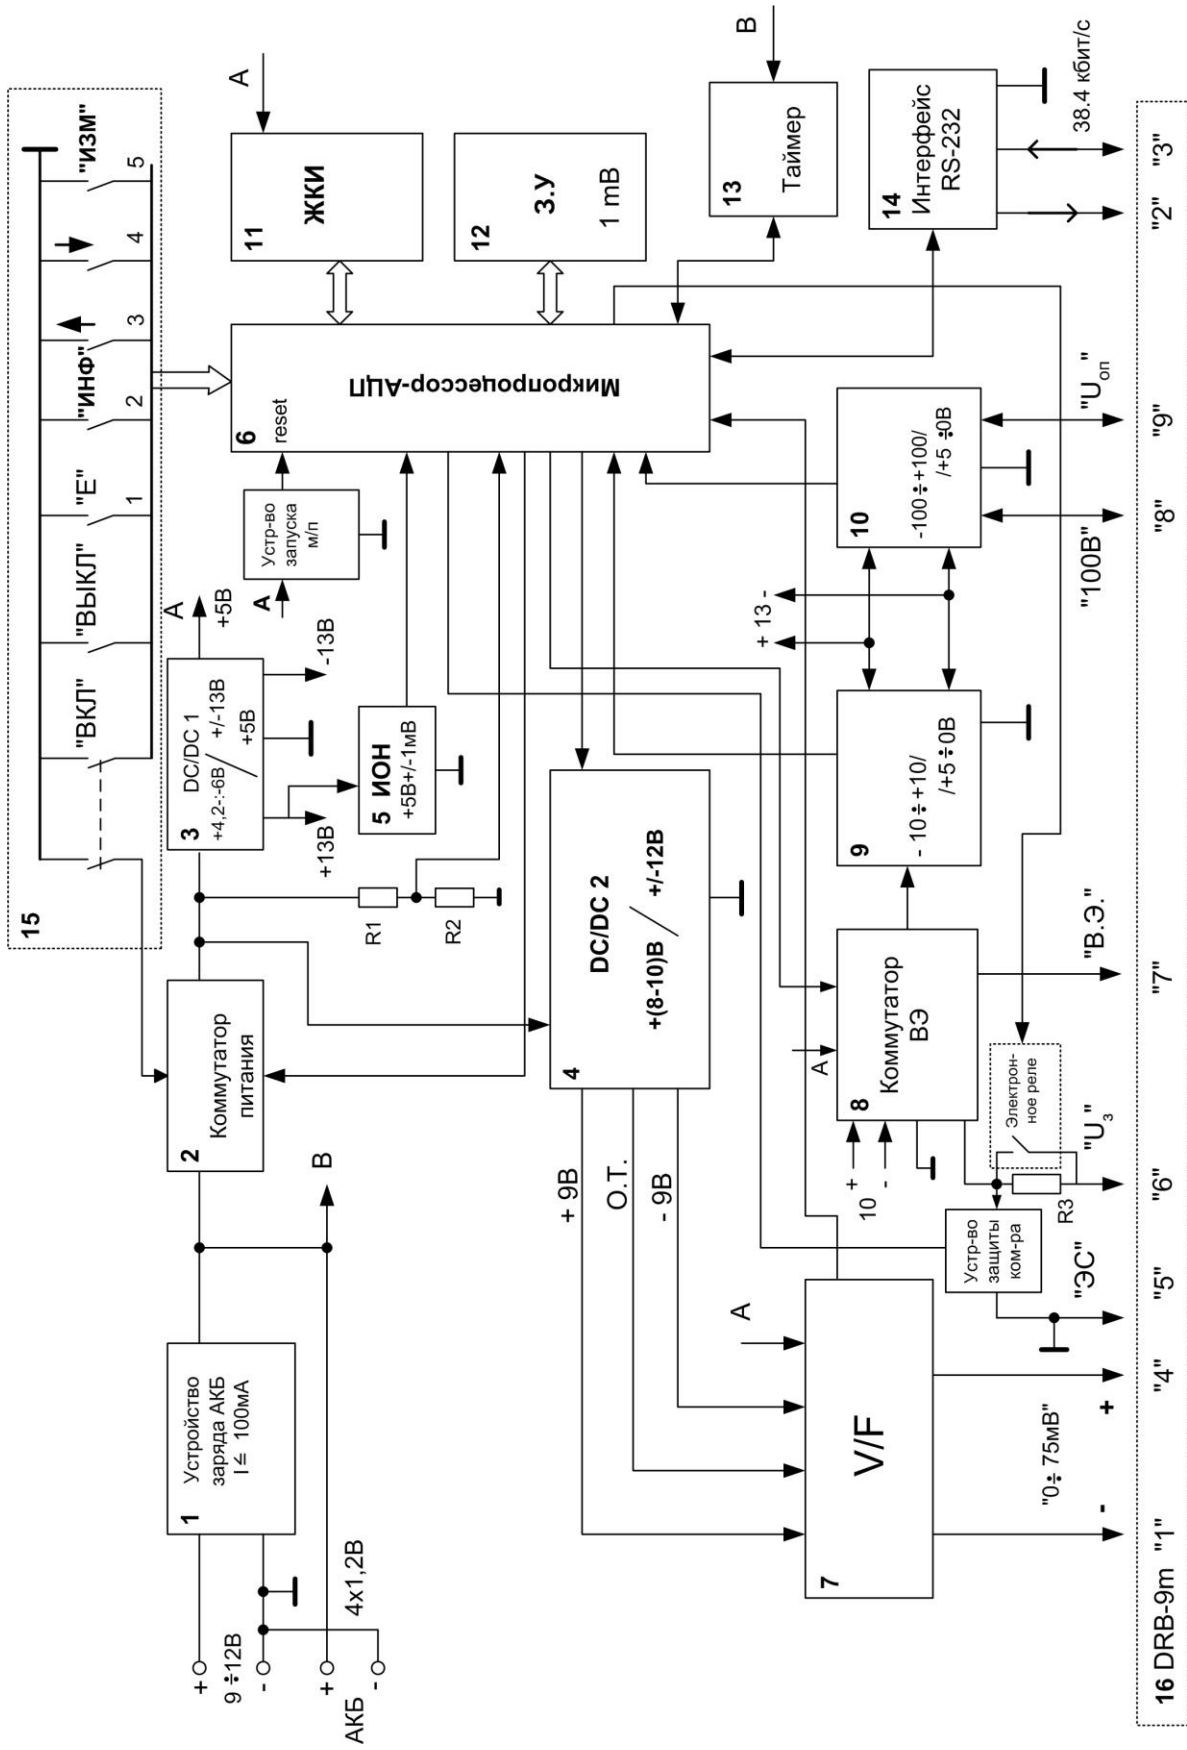 15
"ВКЛ"
"ВЫКЛ"
"Е"
"ИНФ"
"ИЗМ"
1
2
3
4
5
1
Устройство
заряда АКБ
I ≤ 100мА
+
9 ÷12В
-
+
АКБ
-
4х1,2В
В
2
Коммутатор
питания
3
DC/DC 1
+4,2-:-6В
+/-13В
+5В
А
+5В
+13В
-13В
5 ИОН
+5В+/-1мВ
R1
R2
А
Устр-во
запуска
м/п
6
reset
Микропроцессор-АЦП
11
ЖКИ
А
12
З.У
1 mB
13
Таймер
В
14
Интерфейс
RS-232
38.4 кбит/с
4
DC/DC 2
+(8-10)В
+/-12В
+ 9В
О.Т.
- 9В
7
V/F
А
"0÷ 75мВ"
-
+
8
Коммутатор
ВЭ
А
10
+
-
Устр-во
защиты
ком-ра
R3
Электрон-
ное реле
9
- 10÷+10/
/+5 ÷0В
+ 13 -
10
-100÷+100/
/+5 ÷0В
"ЭС"
"U з "
"В.Э."
"100В"
"U оп "
16 DRB-9m "1" "4" "5" "6" "7" "8" "9" "2" "3"